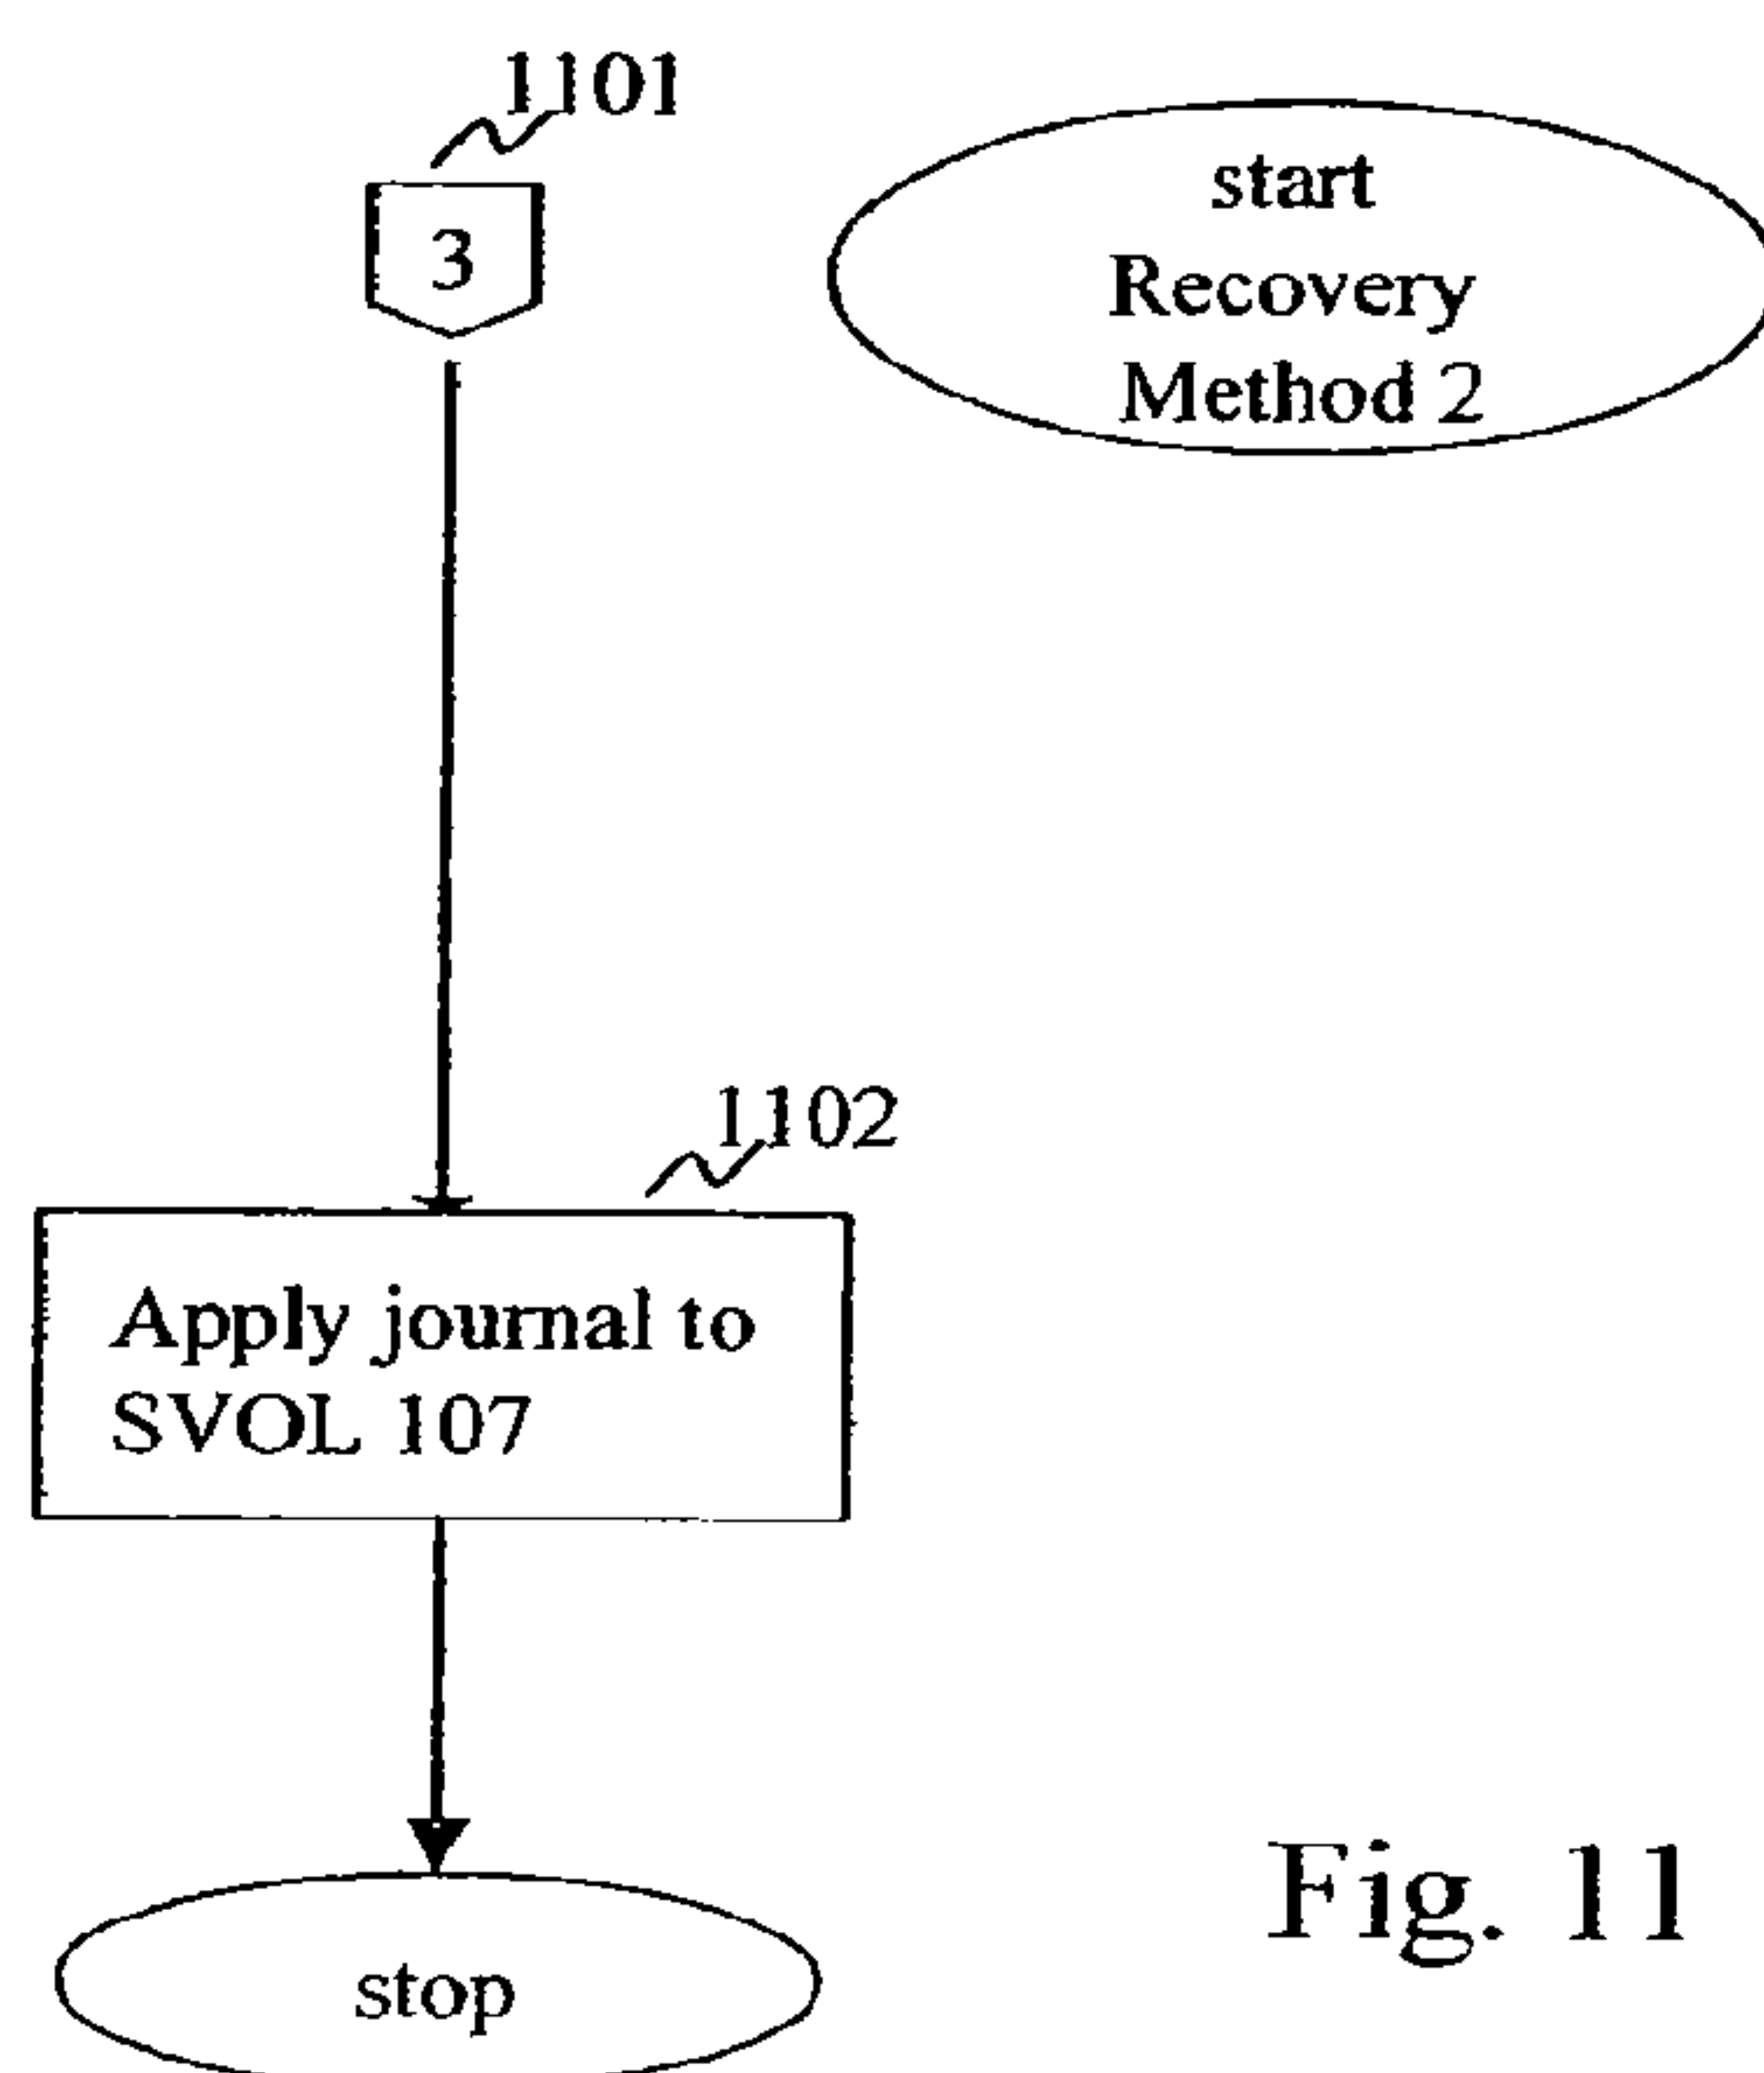 1101
3
start
Recovery
Method 2
1102
Apply journal to
SVOL 107
stop
Fig. 11